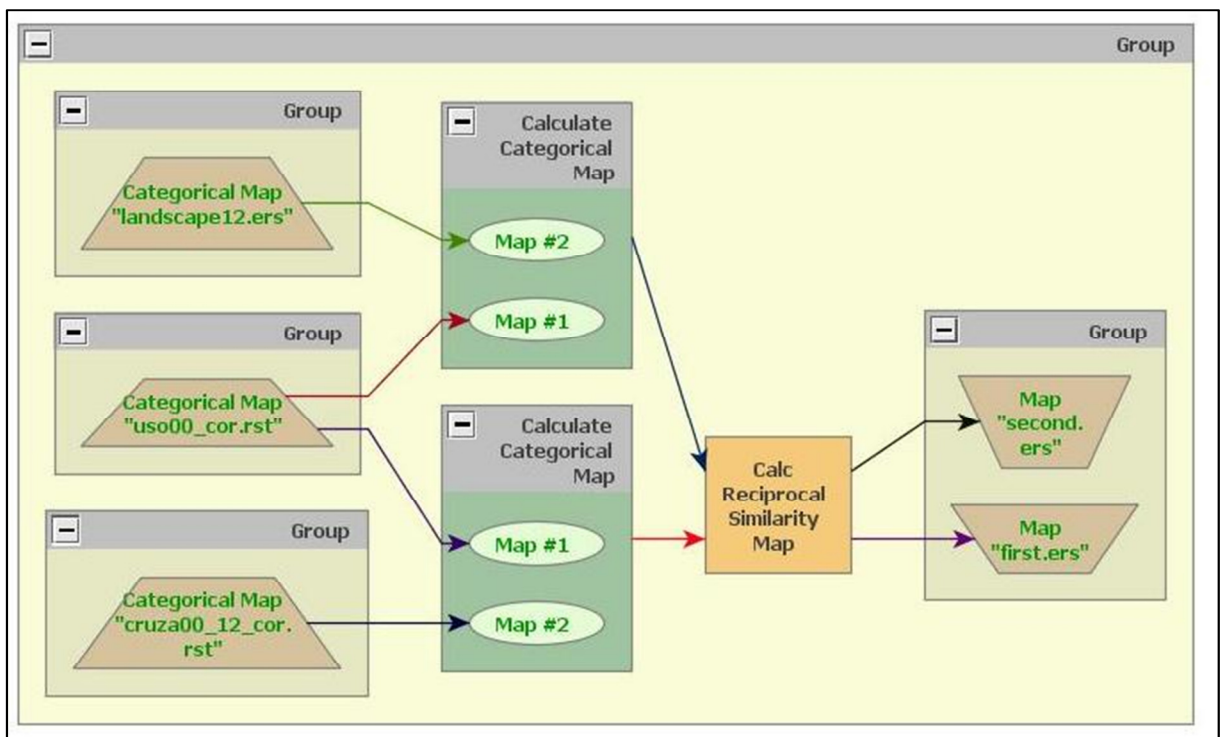 Group
Group
Categorical Map
"landscape12.ers"
Group
Categorical Map
"uso00_cor.rst"
Group
Categorical Map
"cruza00_12_cor.
rst"
Calculate
Categorical
Map
Map #2
Map #1
Calculate
Categorical
Map
Map #1
Map #2
Calc
Reciprocal
Similarity
Map
Group
Map
"second.
ers"
Map
"first.ers"